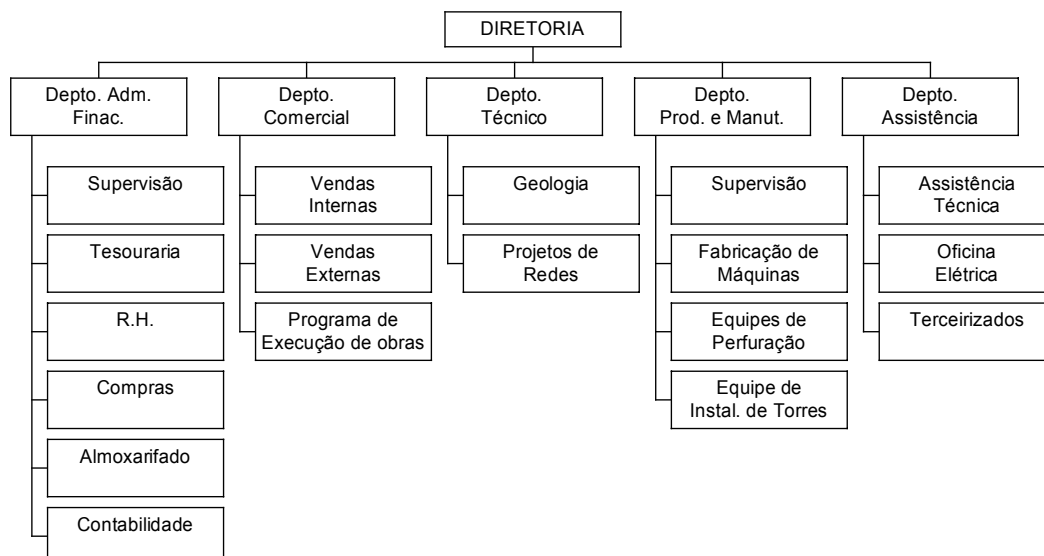 DIRETORIA
Depto. Adm.
Finac.
Supervisão
Tesouraria
R.H.
Compras
Almoxarifado
Contabilidade
Depto.
Comercial
Vendas
Internas
Vendas
Externas
Programa de
Execução de obras
Depto.
Técnico
Geologia
Projetos de
Redes
Depto.
Prod. e Manut.
Supervisão
Fabricação de
Máquinas
Equipes de
Perfuração
Equipe de
Instal. de Torres
Depto.
Assistência
Assistência
Técnica
Oficina
Elétrica
Terceirizados